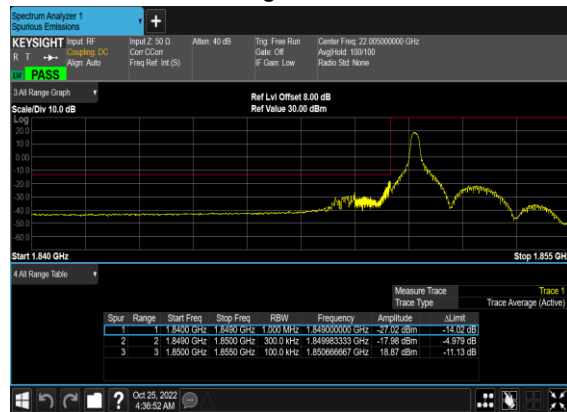 Spectrum Analyzer 1
Spurious Emissions
+
KEYSIGHT Input: RF Input Z: 50 Ω Atten: 40 dB Trig: Free Run Center Freq: 22.005000000 GHz
R T Coupling: DC Corr CCorr Gate: Off Avg|Hold: 100/100
Align: Auto Freq Ref: Int (S) IF Gain: Low Radio Std: None
PASS
3 All Range Graph
Ref Lvl Offset 8.00 dB
Scale/Div 10.0 dB Ref Value 30.00 dBm
Log
20.0
10.0
0.00
-10.0
-20.0
-30.0
-40.0
-50.0
-60.0
Start 1.840 GHz Stop 1.855 GH
4 All Range Table
Measure Trace Trace 1
Trace Type Trace Average (Active)
Spur Range Start Freq Stop Freq RBW Frequency Amplitude ΔLimit
1 1 1.8400 GHz 1.8490 GHz 1.000 MHz 1.849000000 GHz -27.02 dBm -14.02 dB
2 2 1.8490 GHz 1.8500 GHz 300.0 kHz 1.849983333 GHz -17.98 dBm -4.979 dB
3 3 1.8500 GHz 1.8550 GHz 100.0 kHz 1.850666667 GHz 18.87 dBm -11.13 dB
? Oct 25, 2022
4:36:52 AM